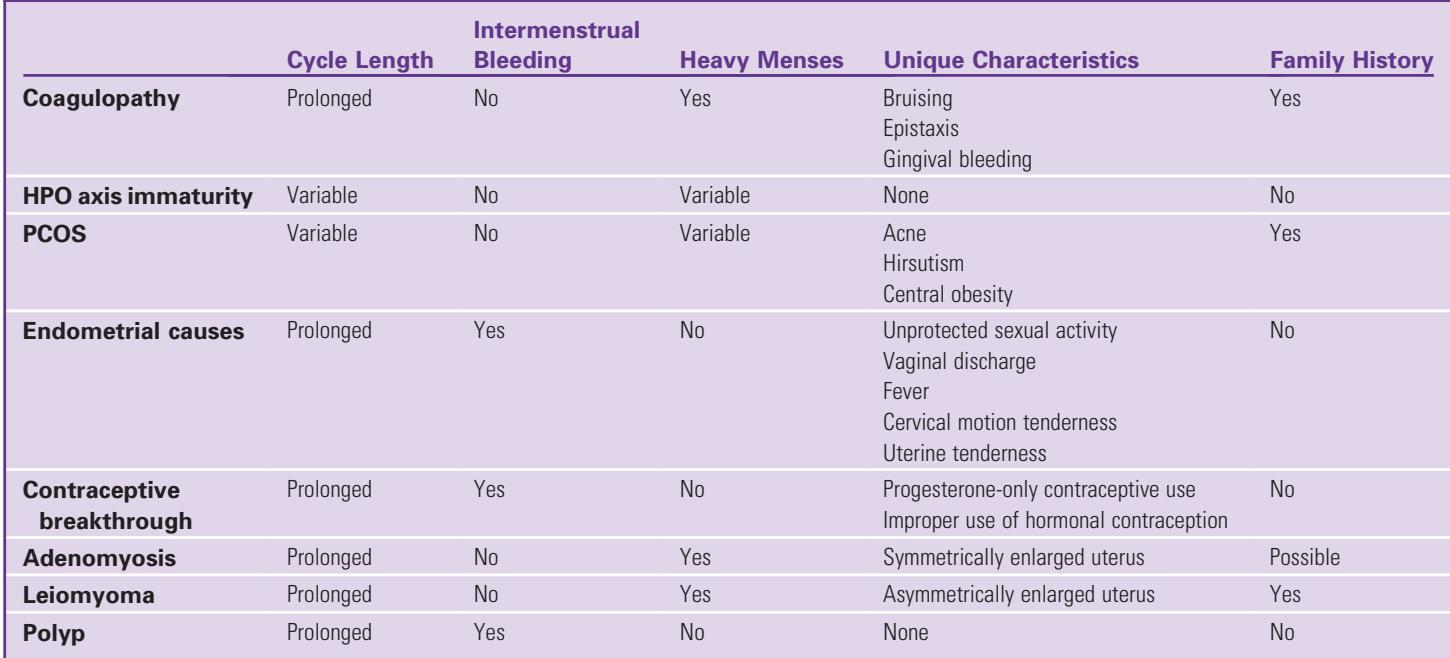 Intermenstrual
Cycle Length Bleeding Heavy Menses Unique Characteristics Family History
Coagulopathy Prolonged No Yes Bruising Yes
Epistaxis
Gingival bleeding
HPO axis immaturity Variable No Variable None No
PCOS Variable No Variable Acne Yes
Hirsutism
Central obesity
Endometrial causes Prolonged Yes No Unprotected sexual activity No
Vaginal discharge
Fever
Cervical motion tenderness
Uterine tenderness
Contraceptive Prolonged Yes No Progesterone-only contraceptive use No
breakthrough Improper use of hormonal contraception
Adenomyosis Prolonged No Yes Symmetrically enlarged uterus Possible
Leiomyoma Prolonged No Yes Asymmetrically enlarged uterus Yes
Polyp Prolonged Yes No None No